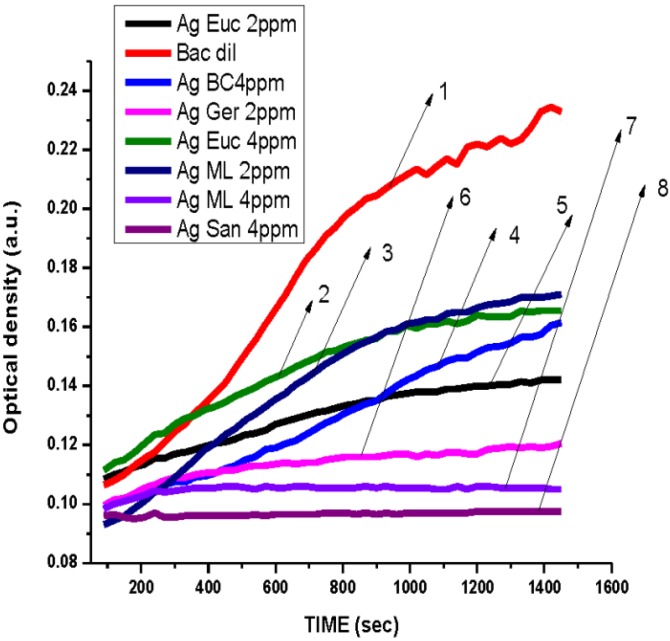 Ag Euc 2ppm
Bac dil
Ag BC4ppm
Ag Ger 2ppm
Ag Euc 4ppm
Ag ML 2ppm
Ag ML 4ppm
Ag San 4ppm
1
7
6
8
5
4
3
2
Optical density (a.u.)
0.24
0.22
0.20
0.18
0.16
0.14
0.12
0.10
0.08
200 400 600 800 1000 1200 1400 1600
TIME (sec)